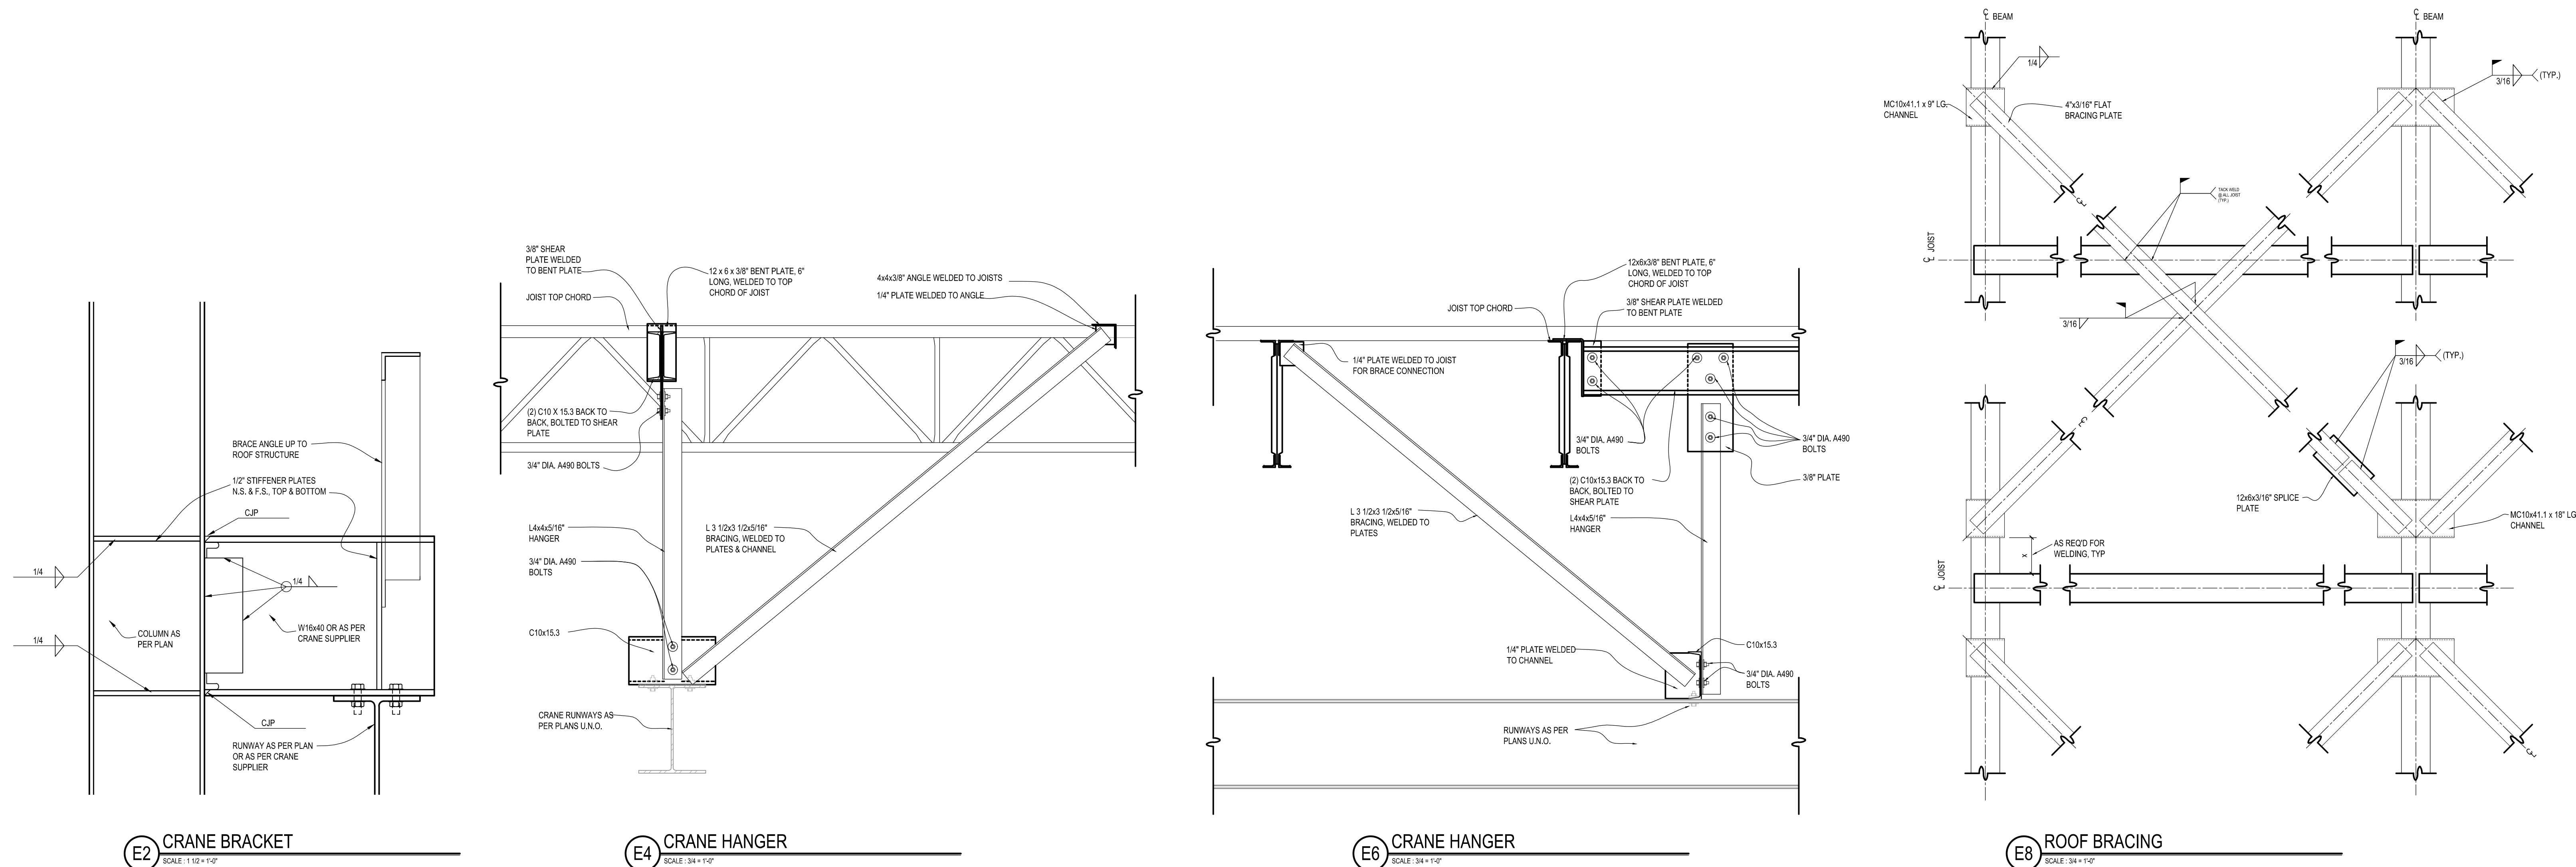 3/8" SHEAR
PLATE WELDED
TO BENT PLATE
JOIST TOP CHORD
12 x 6 x 3/8" BENT PLATE, 6"
LONG, WELDED TO TOP
CHORD OF JOIST
4x4x3/8" ANGLE WELDED TO JOISTS
1/4" PLATE WELDED TO ANGLE
BRACE ANGLE UP TO
ROOF STRUCTURE
1/2" STIFFENER PLATES
N.S. & F.S., TOP & BOTTOM
CJP
1/4
1/4
1/4
COLUMN AS
PER PLAN
W16x40 OR AS PER
CRANE SUPPLIER
CJP
RUNWAY AS PER PLAN
OR AS PER CRANE
SUPPLIER
E2
CRANE BRACKET
SCALE : 1 1/2 = 1'-0"
(2) C10 X 15.3 BACK TO
BACK, BOLTED TO SHEAR
PLATE
3/4" DIA. A490 BOLTS
L4x4x5/16"
HANGER
L 3 1/2x3 1/2x5/16"
BRACING, WELDED TO
PLATES & CHANNEL
3/4" DIA. A490
BOLTS
C10x15.3
CRANE RUNWAYS AS
PER PLANS U.N.O.
E4
CRANE HANGER
SCALE : 3/4 = 1'-0"
12x6x3/8" BENT PLATE, 6"
LONG, WELDED TO TOP
CHORD OF JOIST
JOIST TOP CHORD
3/8" SHEAR PLATE WELDED
TO BENT PLATE
1/4" PLATE WELDED TO JOIST
FOR BRACE CONNECTION
3/4" DIA. A490
BOLTS
3/4" DIA. A490
BOLTS
(2) C10x15.3 BACK TO
BACK, BOLTED TO
SHEAR PLATE
3/8" PLATE
L 3 1/2x3 1/2x5/16"
BRACING, WELDED TO
PLATES
L4x4x5/16"
HANGER
1/4" PLATE WELDED
TO CHANNEL
C10x15.3
3/4" DIA. A490
BOLTS
RUNWAYS AS PER
PLANS U.N.O.
E6
CRANE HANGER
SCALE : 3/4 = 1'-0"
CL BEAM
CL BEAM
1/4
3/16 (TYP.)
MC10x41.1 x 9" LG.
CHANNEL
4"x3/16" FLAT
BRACING PLATE
TACK WELD
@ ALL JOIST
(TYP.)
CL JOIST
3/16
3/16 (TYP.)
12x6x3/16" SPLICE
PLATE
MC10x41.1 x 18" LG
CHANNEL
AS REQ'D FOR
WELDING, TYP
x
CL JOIST
E8
ROOF BRACING
SCALE : 3/4 = 1'-0"